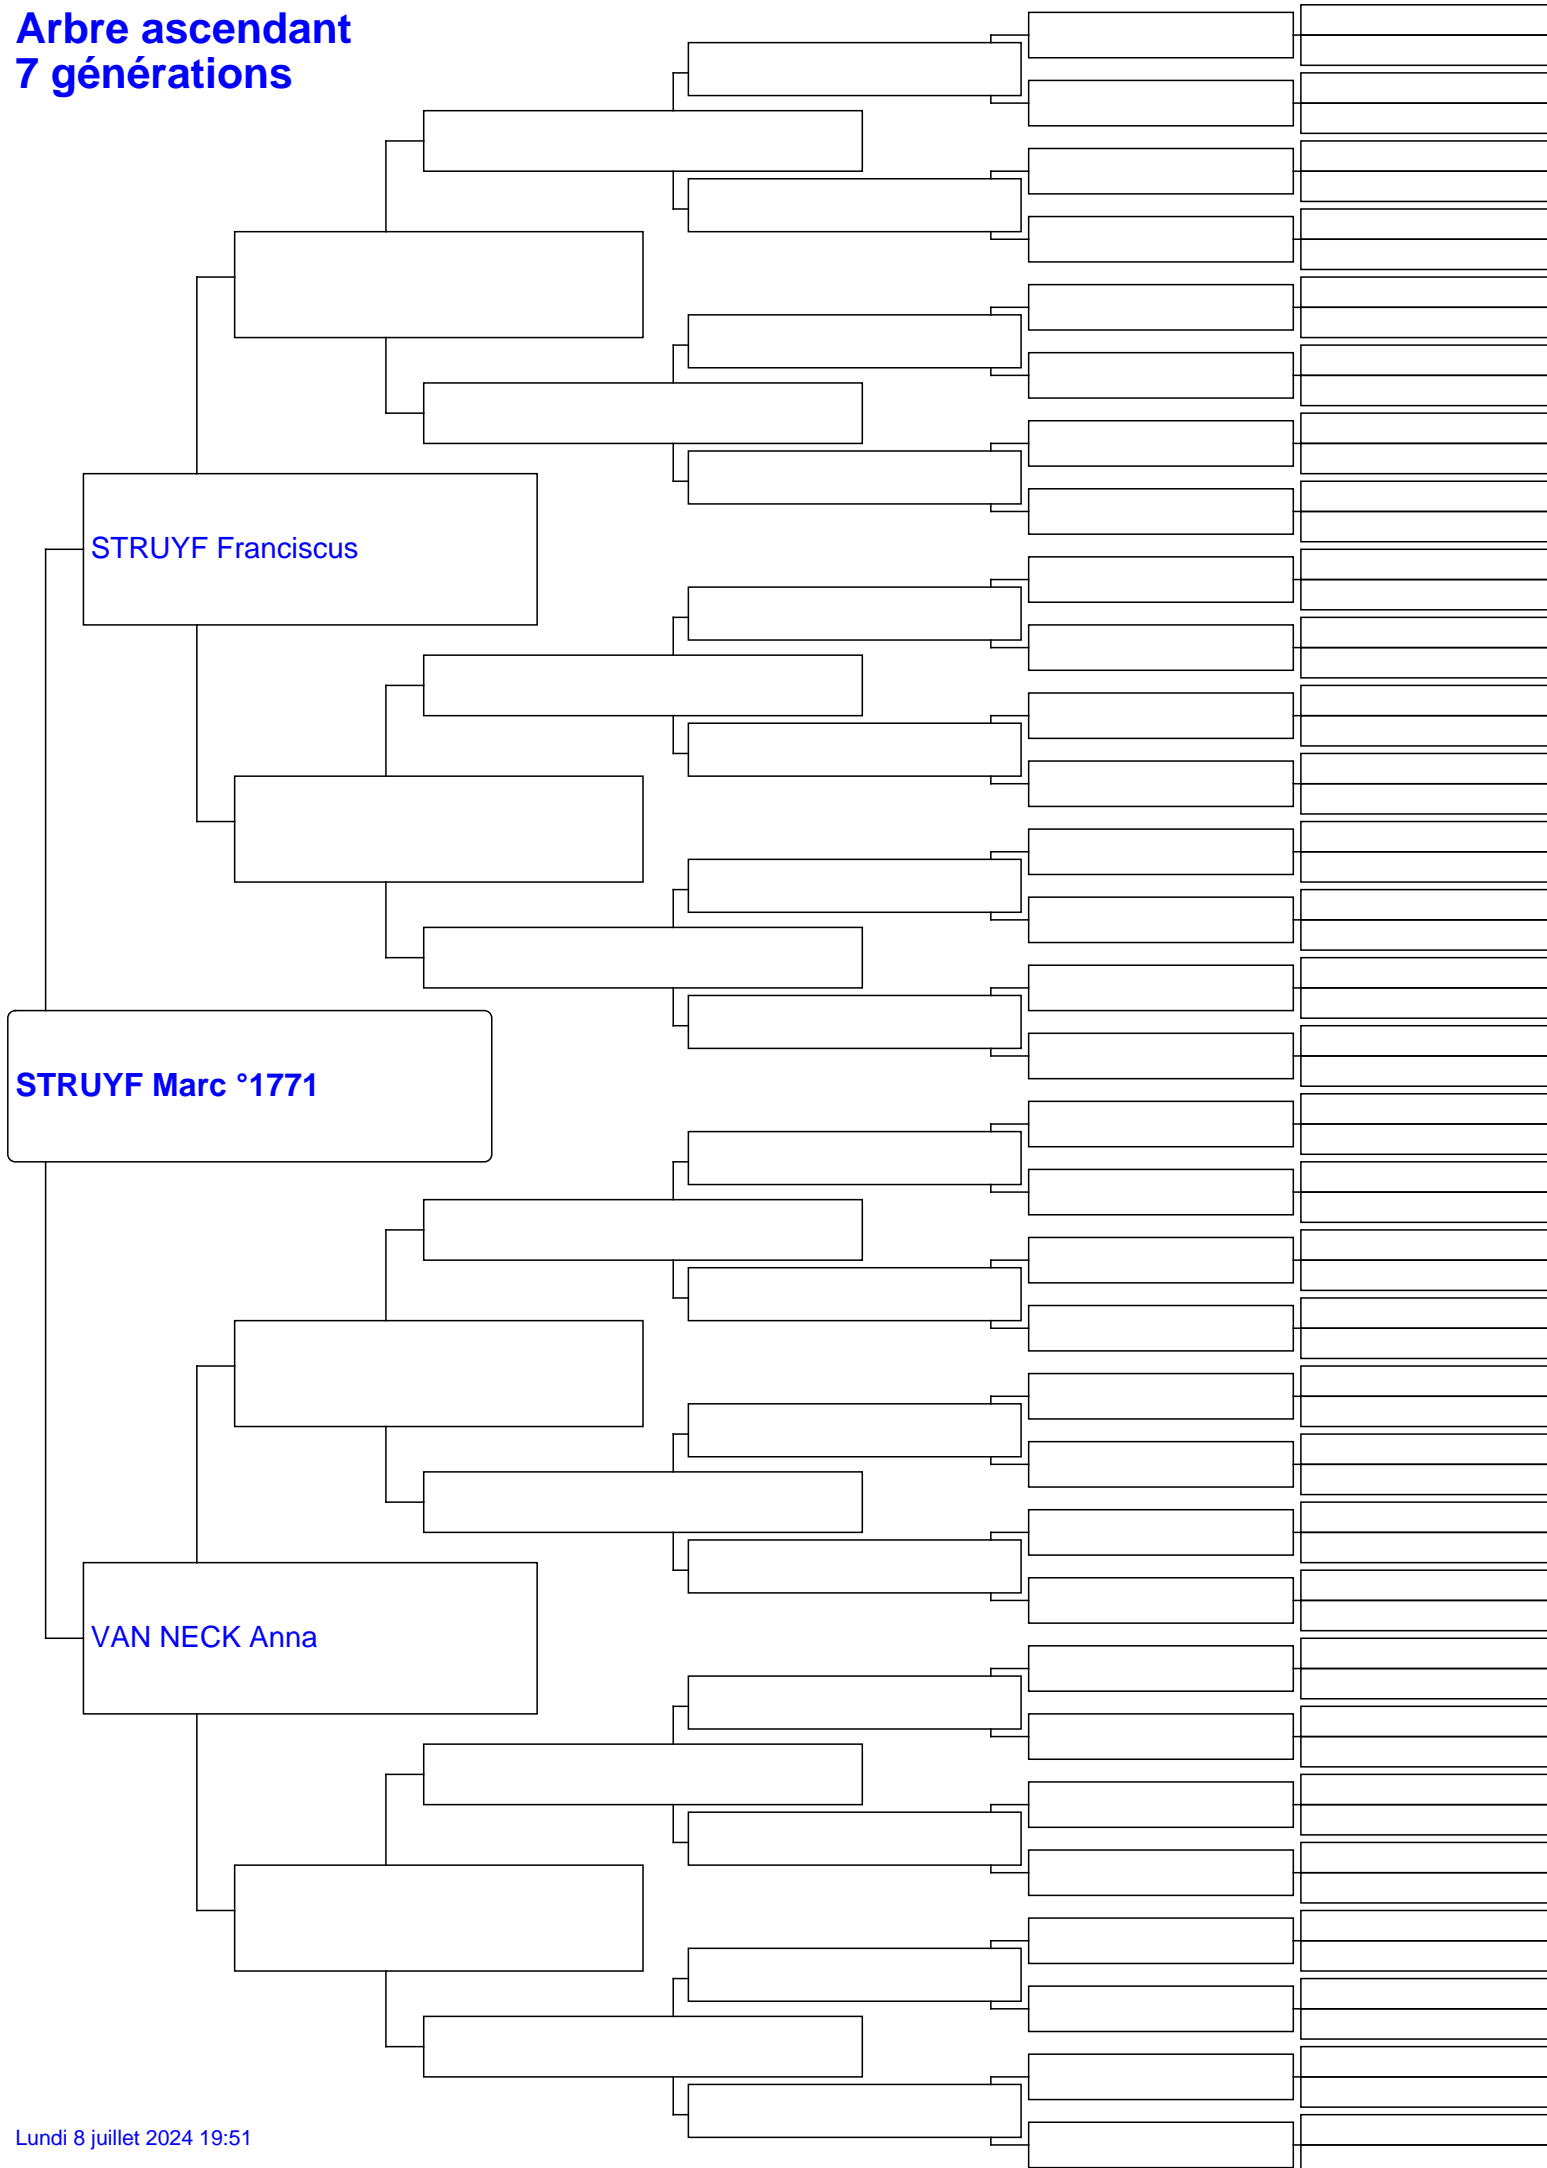 Arbre ascendant
7 générations
STRUYF Franciscus
STRUYF Marc °1771
VAN NECK Anna
Lundi 8 juillet 2024 19:51